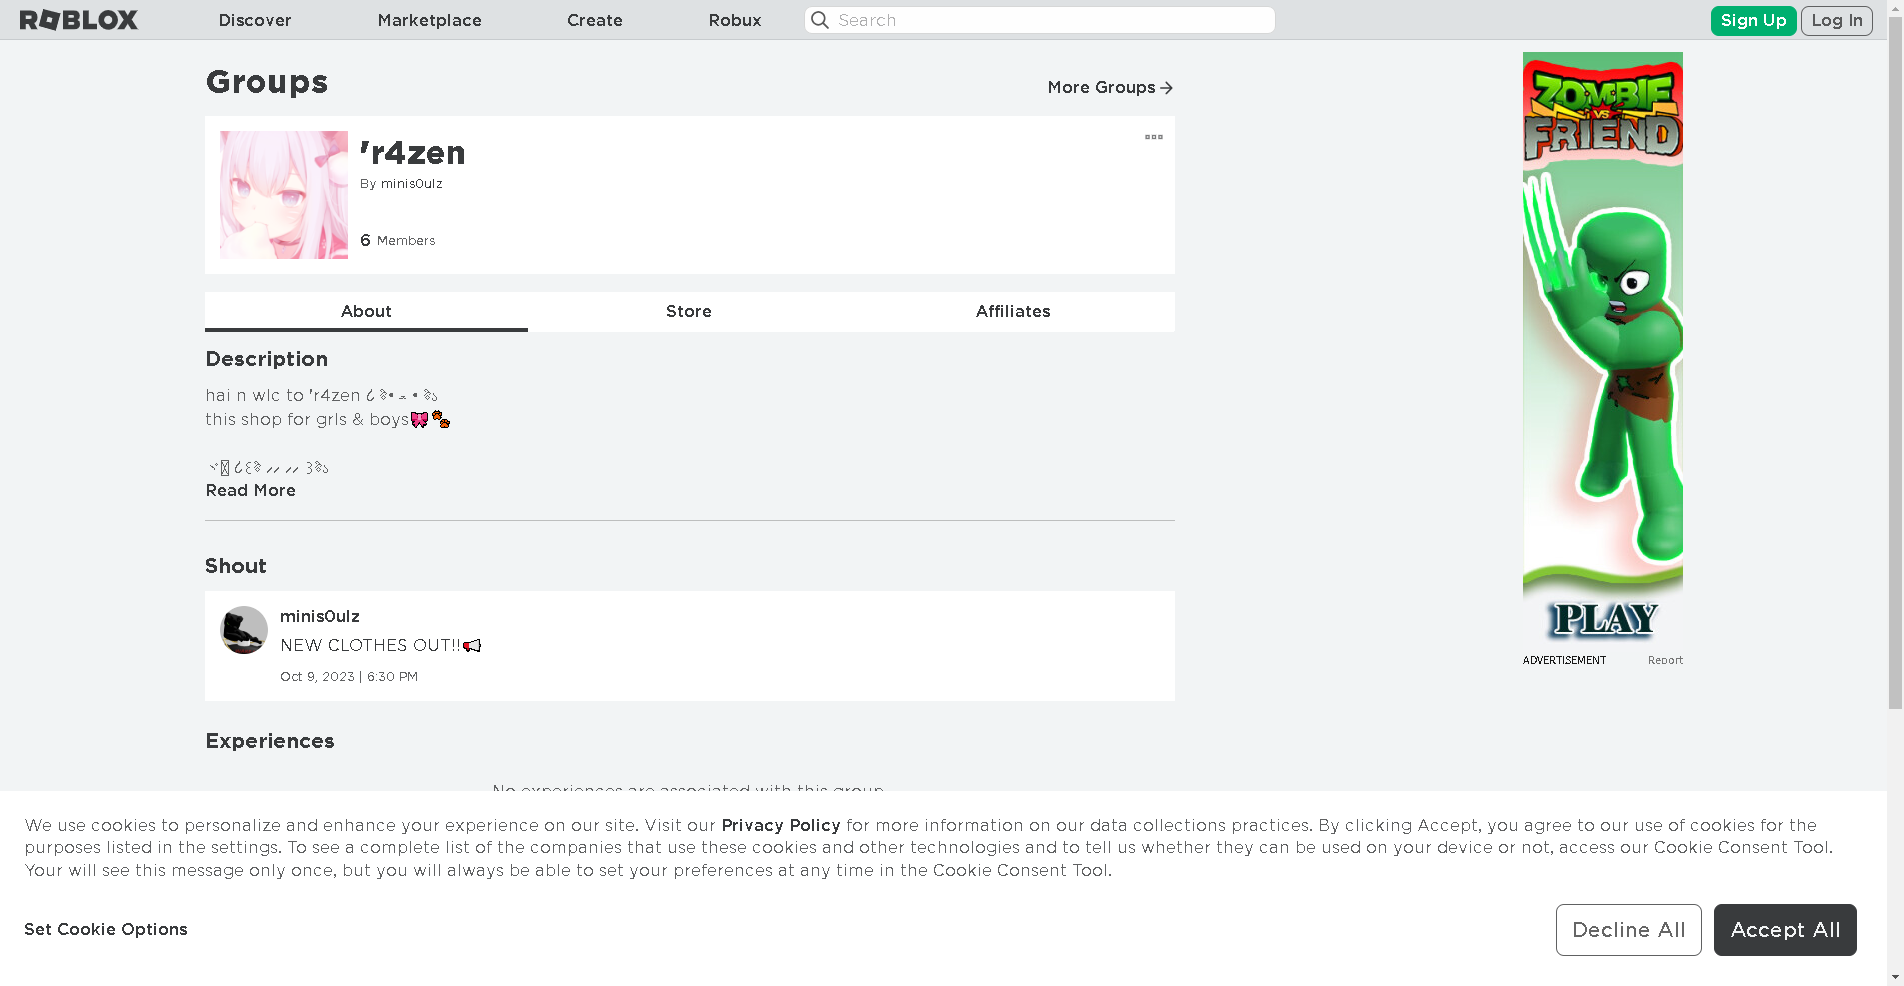 ROBLOX
Discover
Marketplace
Create
Robux
Search
Sign Up
Log In
Groups
More Groups
'r4zen
By minis0ulz
6 Members
About
Store
Affiliates
Description
hai n wlc to 'r4zen
this shop for grls & boys🎀🐾
Read More
Shout
minis0ulz
NEW CLOTHES OUT!!📢
Oct 9, 2023 | 6:30 PM
Experiences
No experiences are associated with this group
ZOMBIE
VS
FRIEND
PLAY
ADVERTISEMENT
Report
We use cookies to personalize and enhance your experience on our site. Visit our Privacy Policy for more information on our data collections practices. By clicking Accept, you agree to our use of cookies for the
purposes listed in the settings. To see a complete list of the companies that use these cookies and other technologies and to tell us whether they can be used on your device or not, access our Cookie Consent Tool.
Your will see this message only once, but you will always be able to set your preferences at any time in the Cookie Consent Tool.
Set Cookie Options
Decline All
Accept All